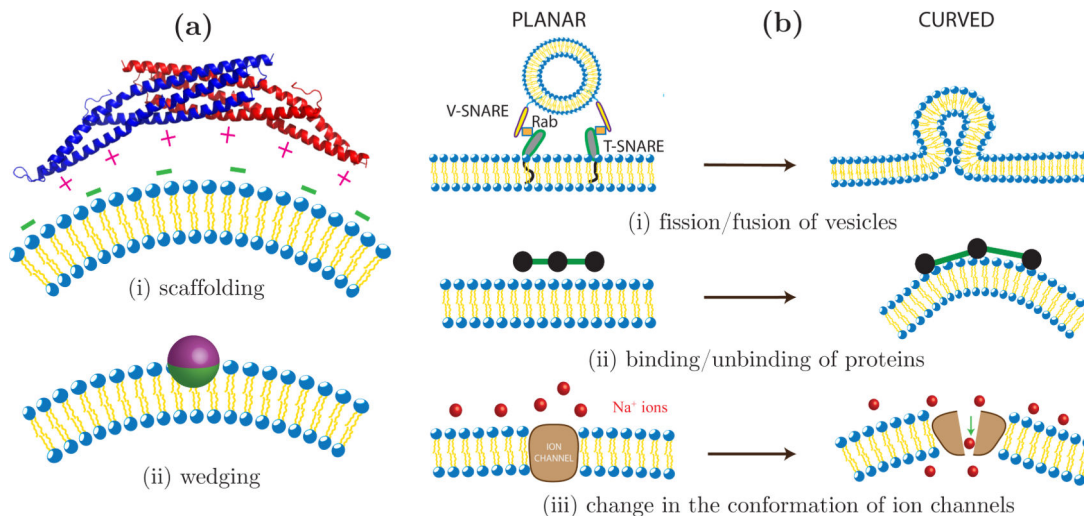 (a)
(i) scaffolding
(ii) wedging
PLANAR
(b)
CURVED
V-SNARE
Rab
T-SNARE
(i) fission/fusion of vesicles
(ii) binding/unbinding of proteins
Na⁺ ions
ION
CHANNEL
(iii) change in the conformation of ion channels